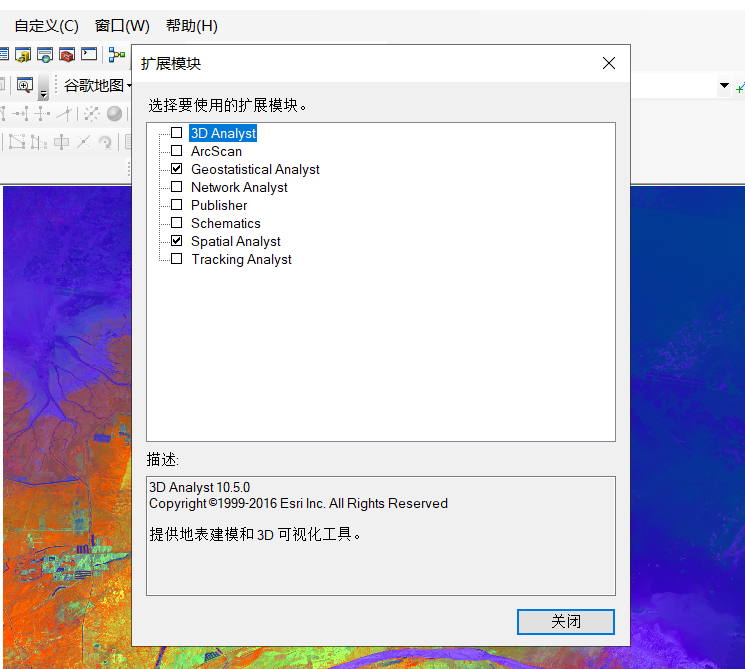 自定义(C) 窗口(W) 帮助(H)
扩展模块
谷歌地图
选择要使用的扩展模块。
3D Analyst
ArcScan
Geostatistical Analyst
Network Analyst
Publisher
Schematics
Spatial Analyst
Tracking Analyst
描述:
3D Analyst 10.5.0
Copyright ©1999-2016 Esri Inc. All Rights Reserved
提供地表建模和 3D 可视化工具。
关闭